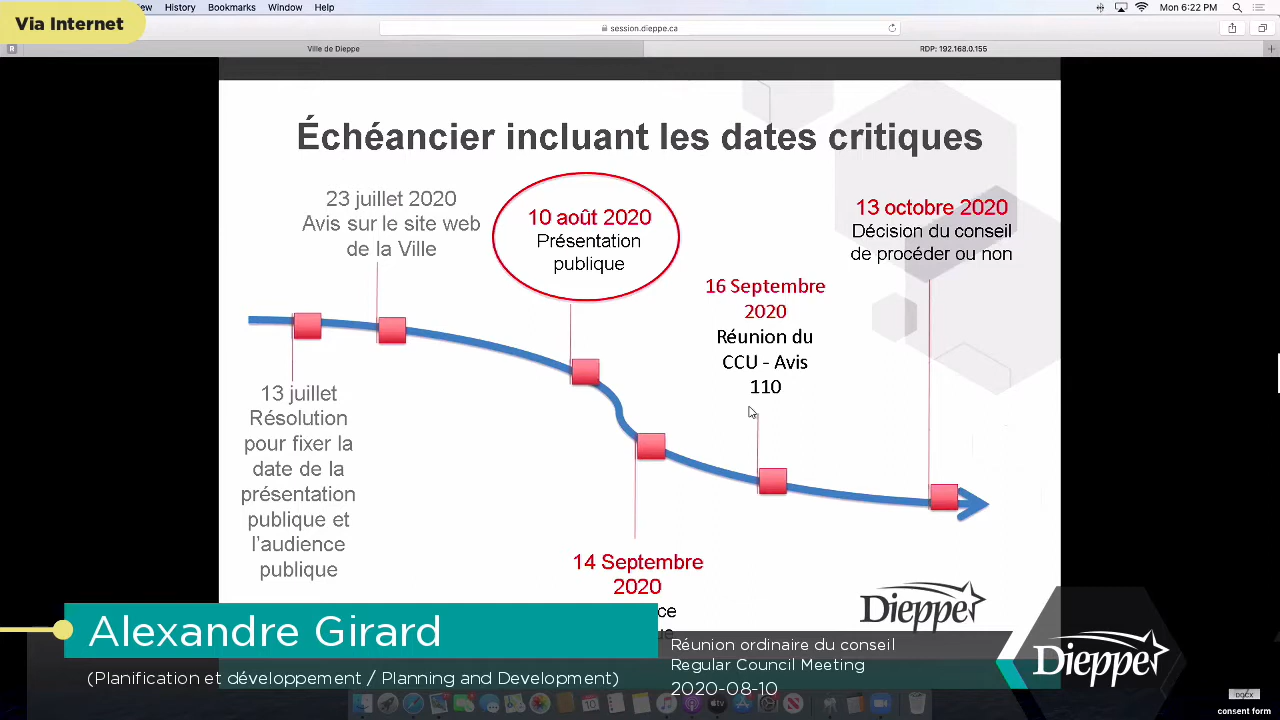 Via Internet
History
Bookmarks
Window
Help
Mon 6:22 PM
session.dieppe.ca
Ville de Dieppe
RDP: 192.168.0.155
Échéancier incluant les dates critiques
23 juillet 2020
Avis sur le site web
de la Ville
10 août 2020
Présentation
publique
13 octobre 2020
Décision du conseil
de procéder ou non
16 Septembre
2020
Réunion du
CCU - Avis
110
13 juillet
Résolution
pour fixer la
date de la
présentation
publique et
l'audience
publique
14 Septembre
2020
Dieppe
Alexandre Girard
(Planification et développement / Planning and Development)
Réunion ordinaire du conseil
Regular Council Meeting
2020-08-10
Dieppe
DOCX
consent form